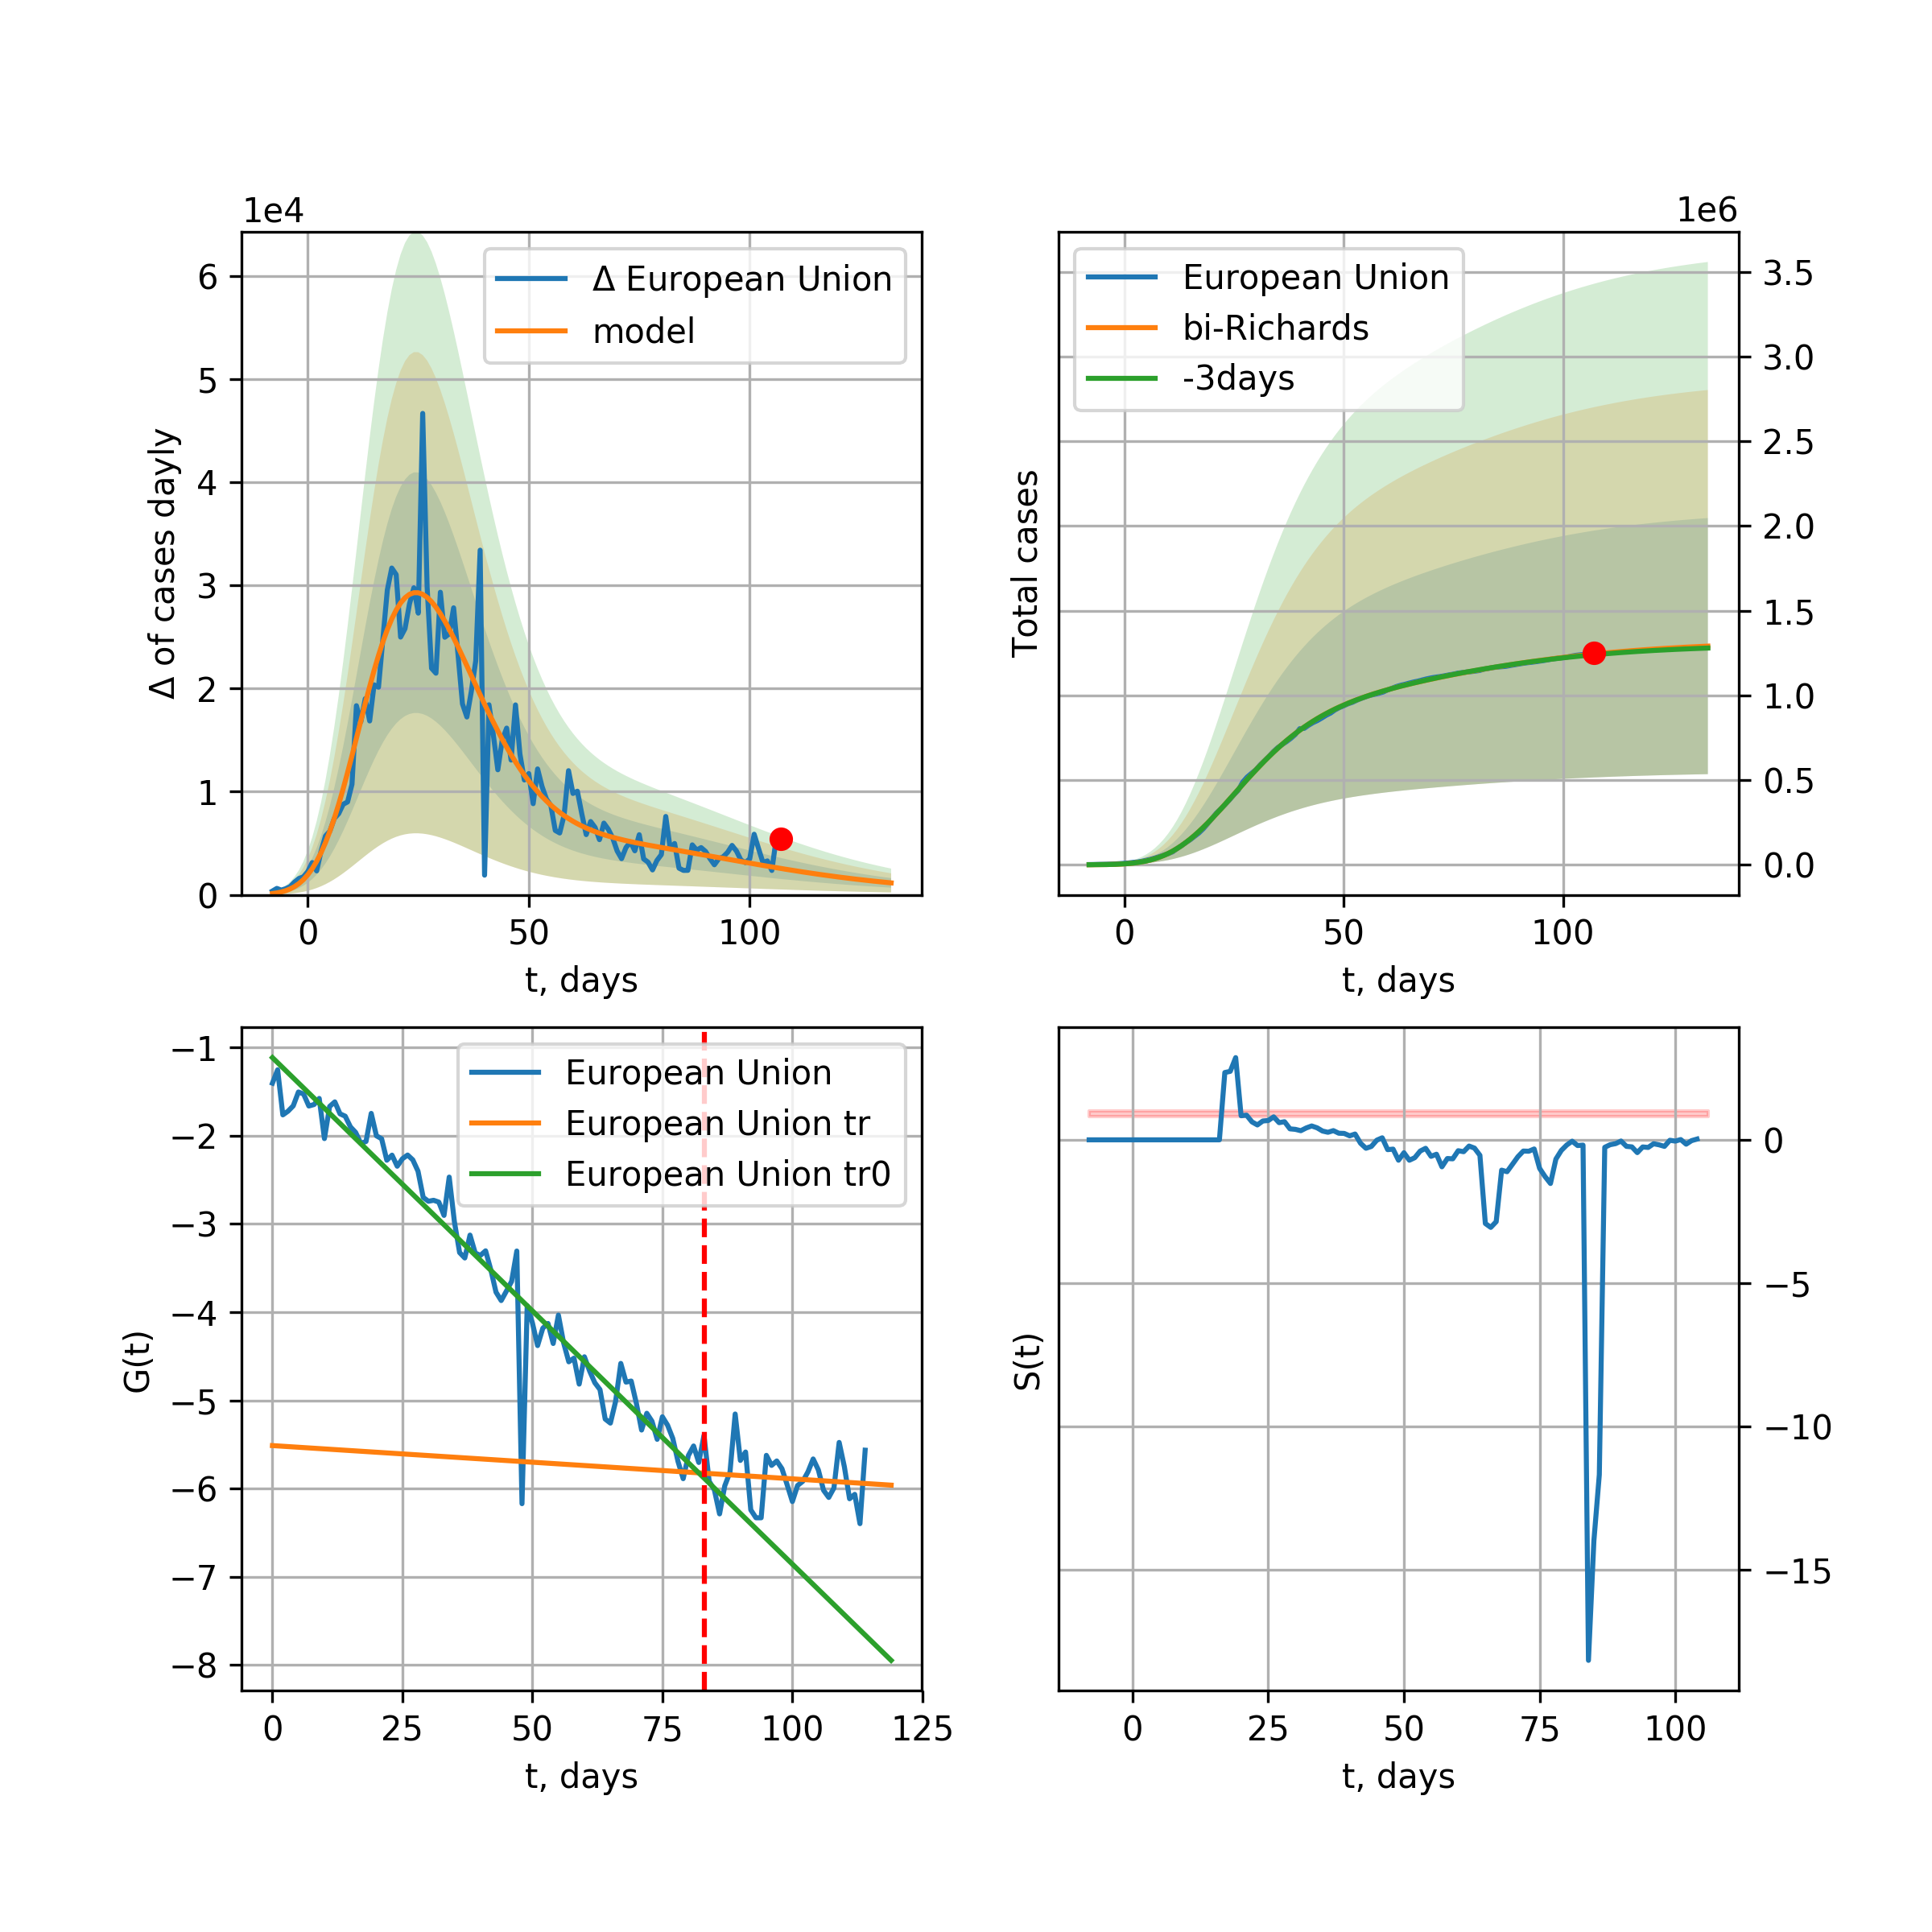 1e4
Δ European Union
model
6
5
4
3
2
1
0
Δ of cases dayly
0 50 100
t, days
1e6
European Union
bi-Richards
-3days
3.5
3.0
2.5
2.0
1.5
1.0
0.5
0.0
Total cases
0 50 100
t, days
European Union
European Union tr
European Union tr0
−1
−2
−3
−4
−5
−6
−7
−8
G(t)
0 25 50 75 100 125
t, days
0
−5
−10
−15
S(t)
0 25 50 75 100
t, days